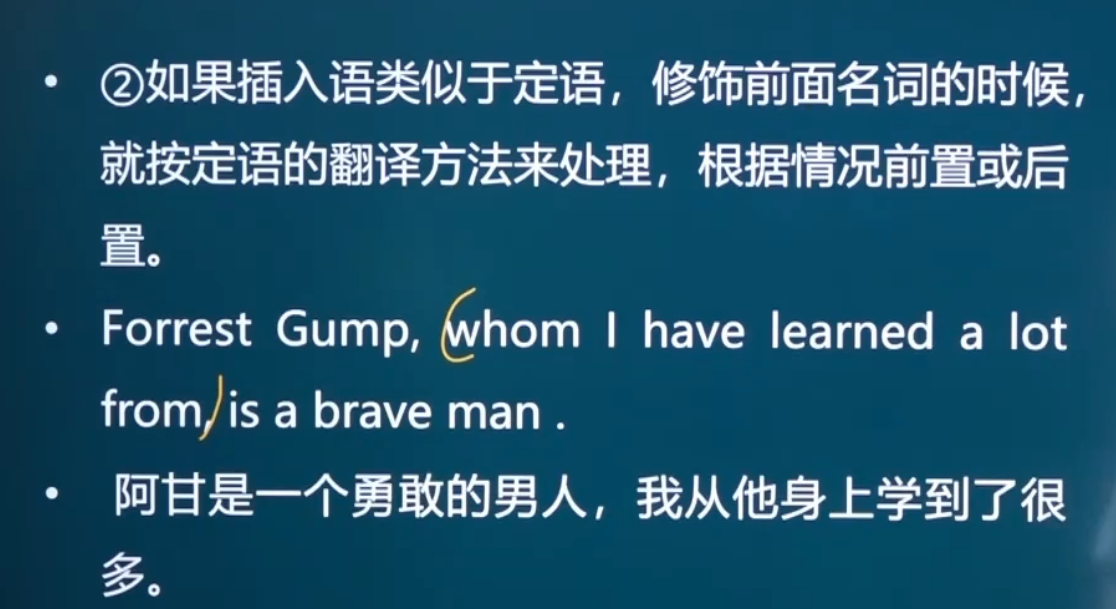 • ②如果插入语类似于定语，修饰前面名词的时候，
就按定语的翻译方法来处理，根据情况前置或后
置。
• Forrest Gump, whom I have learned a lot
from, is a brave man .
• 阿甘是一个勇敢的男人，我从他身上学到了很
多。